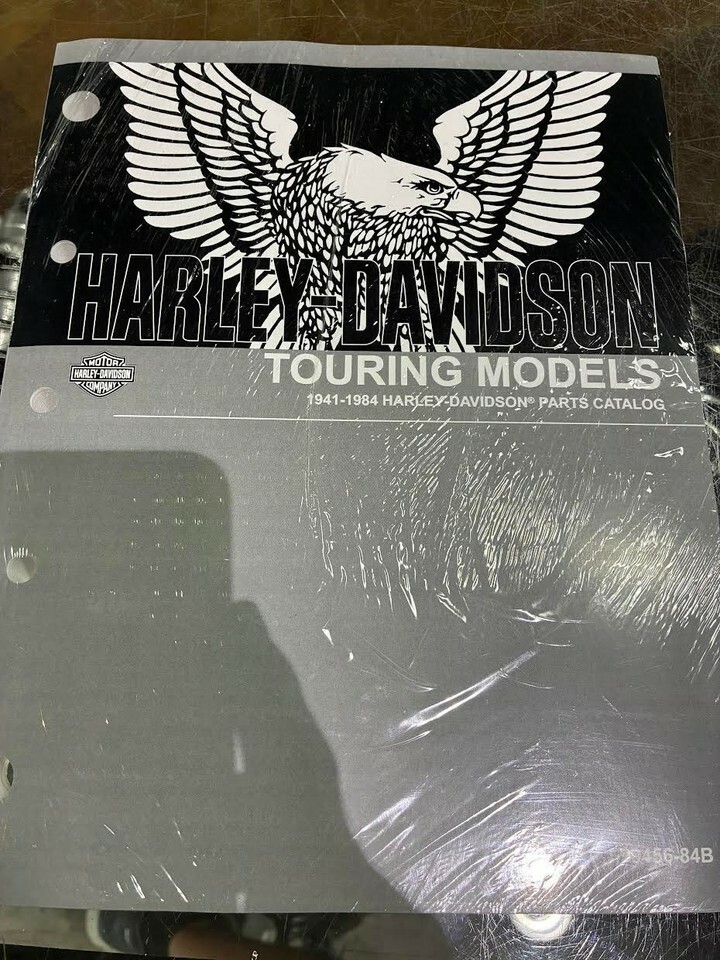 HARLEY-DAVIDSON
TOURING MODELS
MOTOR
HARLEY-DAVIDSON
COMPANY
1941-1984 HARLEY-DAVIDSON® PARTS CATALOG